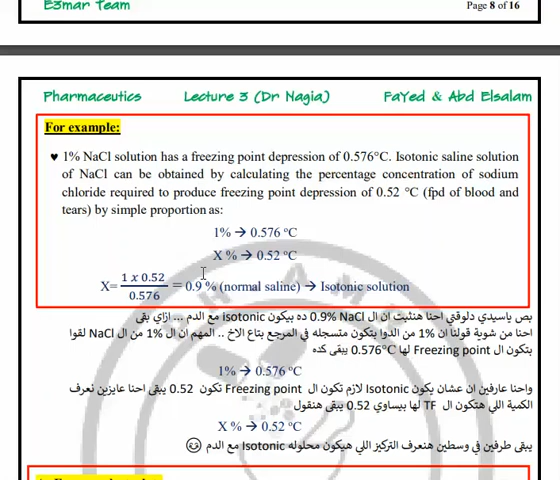 E3mar Team Page 8 of 16
Pharmaceutics Lecture 3 (Dr Nagia) FaYed & Abd Elsalam
For example:
♥ 1% NaCl solution has a freezing point depression of 0.576°C. Isotonic saline solution
of NaCl can be obtained by calculating the percentage concentration of sodium
chloride required to produce freezing point depression of 0.52 °C (fpd of blood and
tears) by simple proportion as:
1% → 0.576 °C
X % → 0.52 °C
X= 1 x 0.52 / 0.576 = 0.9 % (normal saline) → Isotonic solution
بص ياسيدي دلوقتي احنا هنثبت ان ال 0.9% NaCl ده بيكون Isotonic مع الدم ... ازاي بقى
احنا من شوية قولنا ان 1% من الدوا بتكون متسجله في المرجع بتاع الاخ .. المهم ان ال 1% من ال NaCl لقوا
بتكون ال Freezing point لها 0.576°C يبقى كده
1% → 0.576 °C
واحنا عارفين ان عشان يكون Isotonic لازم تكون ال Freezing point تكون 0.52 يبقى احنا عايزين نعرف
الكمية اللي هتكون ال TF لها بيساوي 0.52 يبقى هنقول
X % → 0.52 °C
يبقى طرفين في وسطين هنعرف التركيز اللي هيكون محلوله Isotonic مع الدم ☺